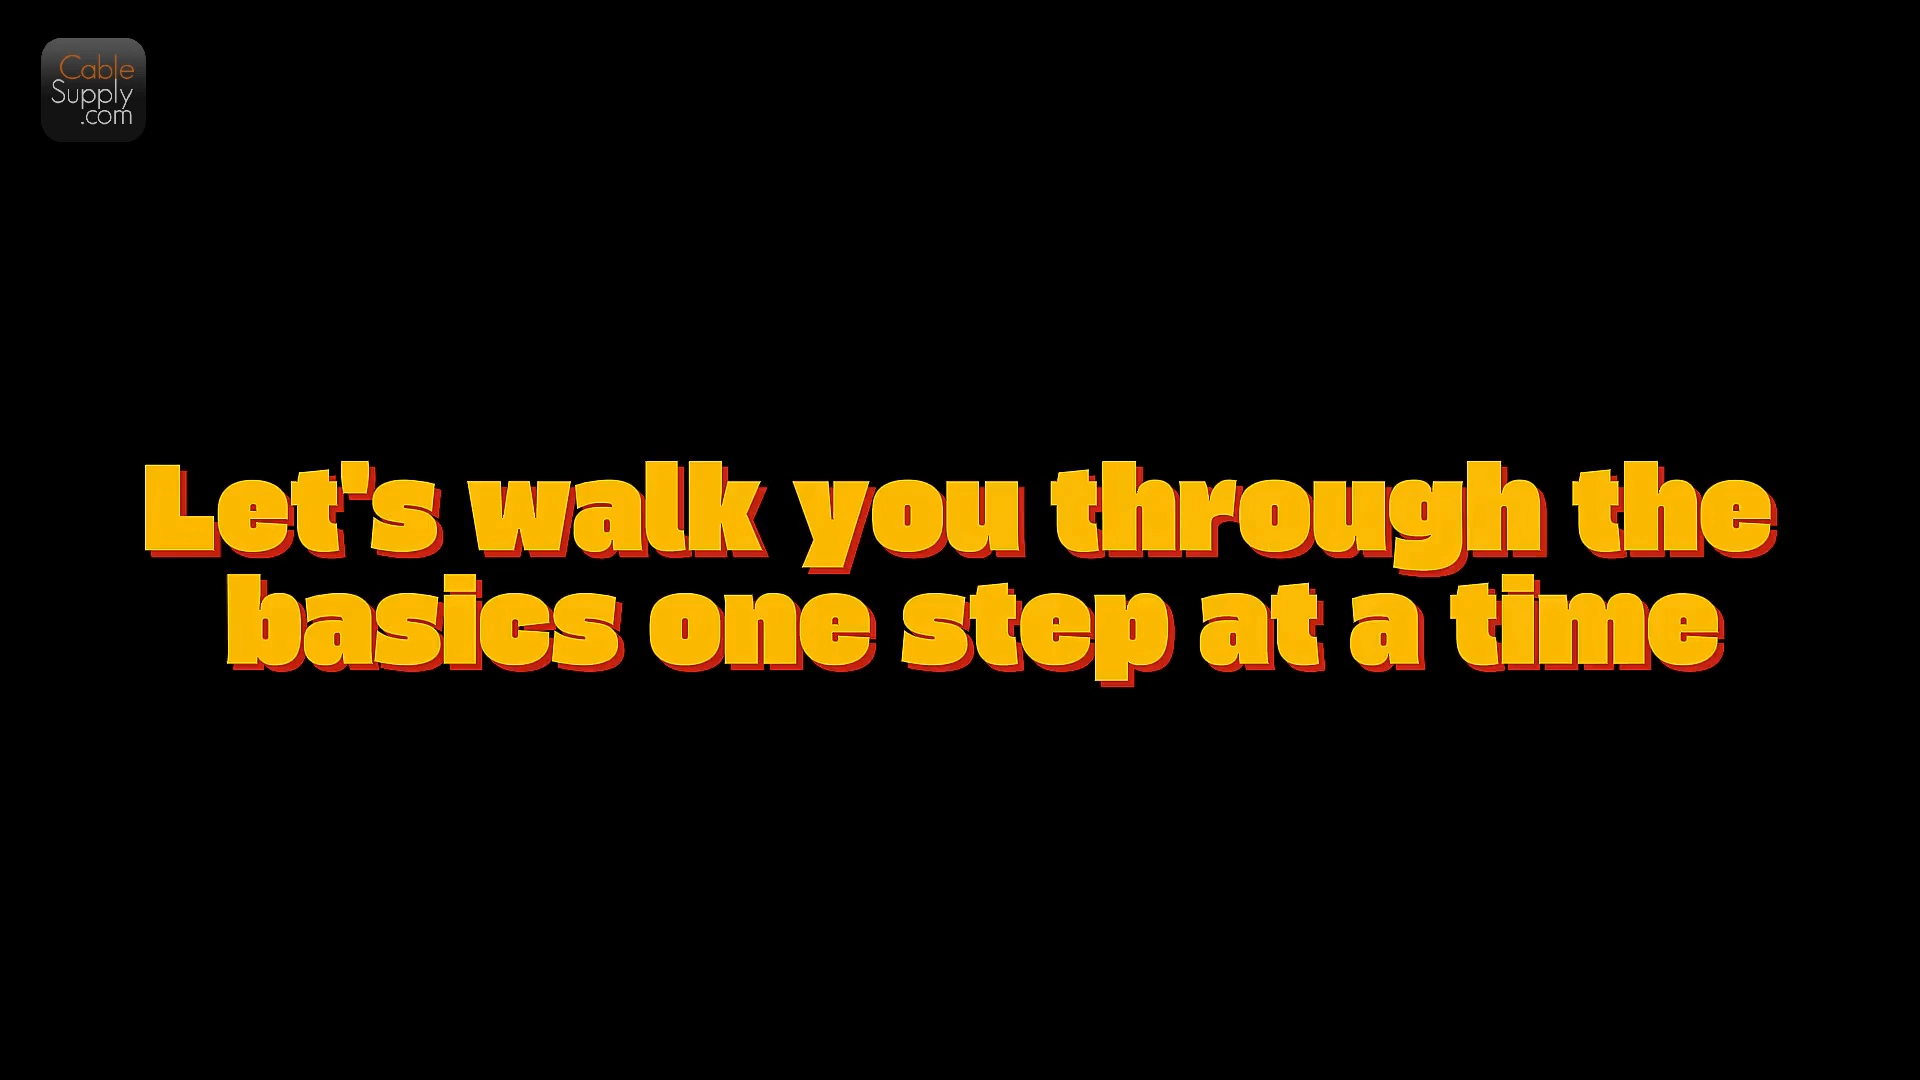 Cable
Supply
.com
Let's walk you through the
basics one step at a time